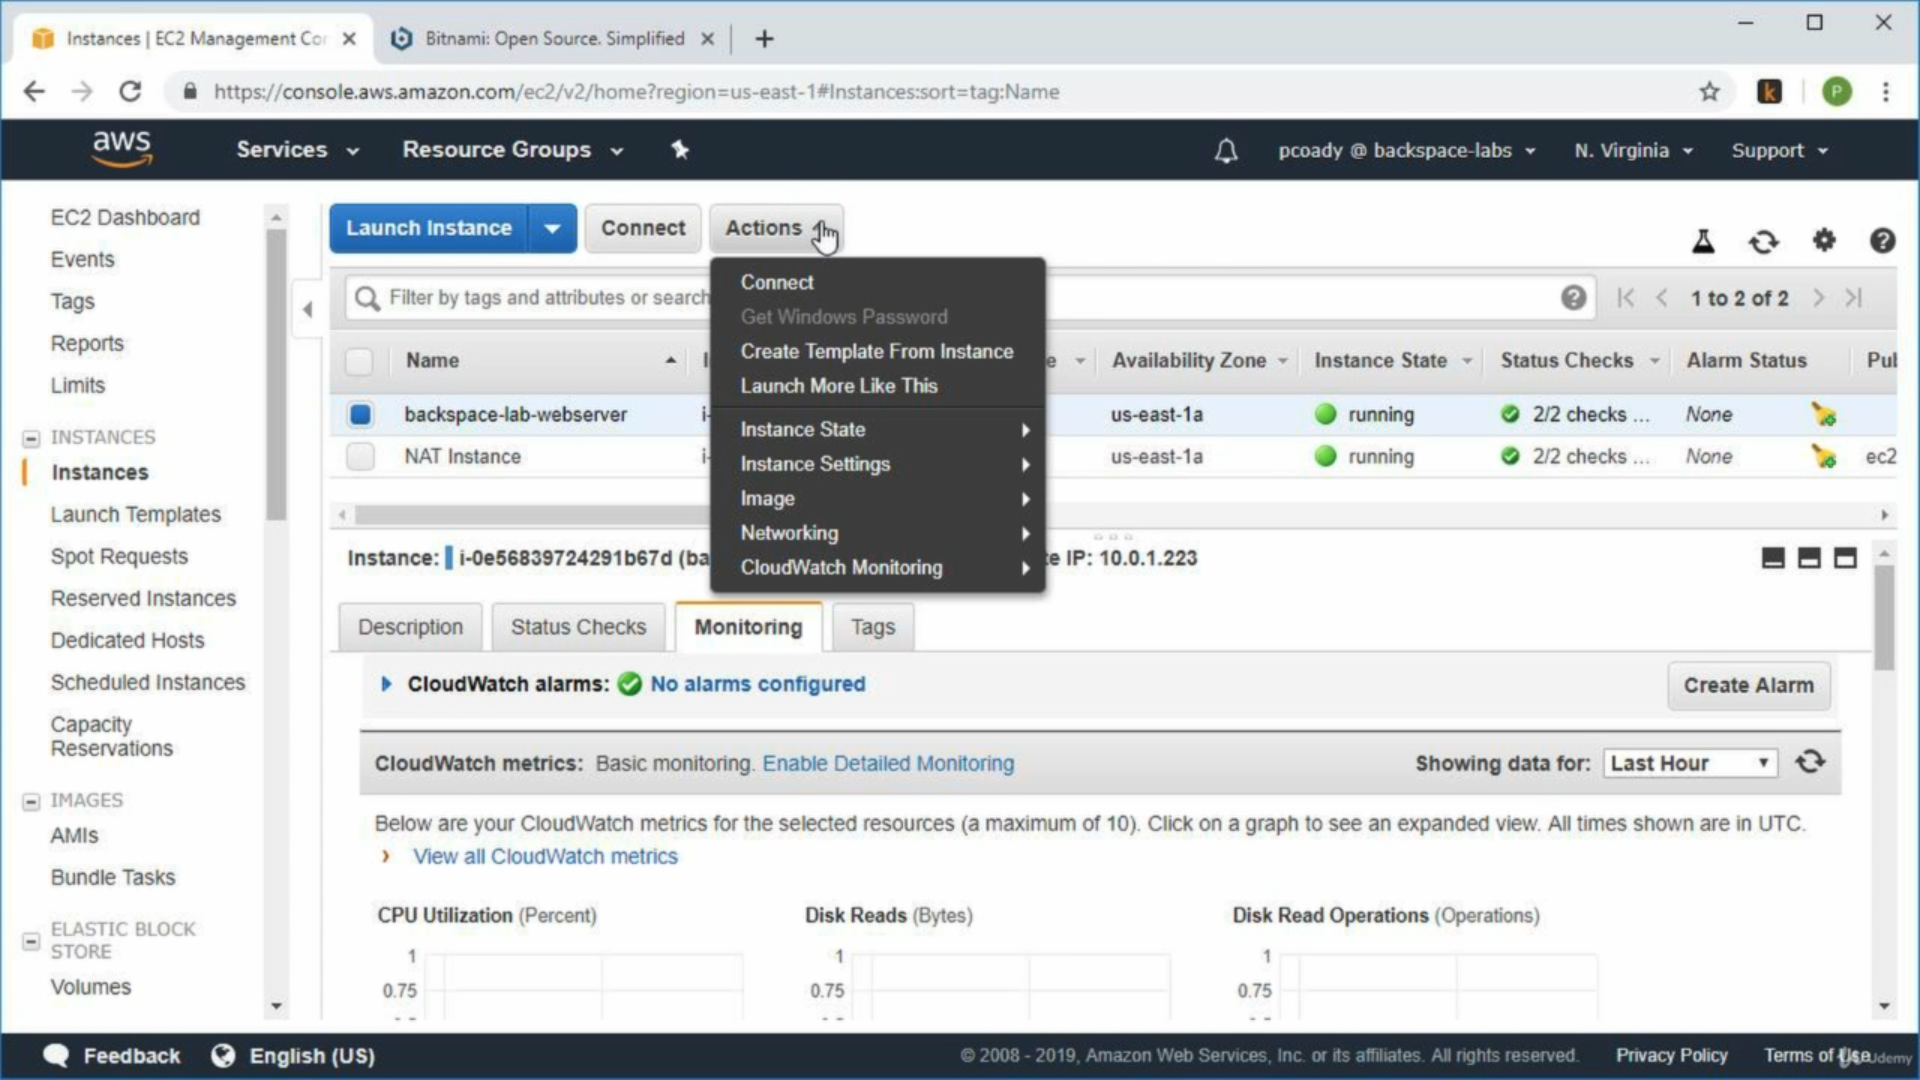 Instances | EC2 Management Con
Bitnami: Open Source. Simplified
https://console.aws.amazon.com/ec2/v2/home?region=us-east-1#Instances:sort=tag:Name
k
P
aws
Services
Resource Groups
pcoady @ backspace-labs
N. Virginia
Support
EC2 Dashboard
Events
Tags
Reports
Limits
INSTANCES
Instances
Launch Templates
Spot Requests
Reserved Instances
Dedicated Hosts
Scheduled Instances
Capacity
Reservations
IMAGES
AMIs
Bundle Tasks
ELASTIC BLOCK
STORE
Volumes
Launch Instance
Connect
Actions
Connect
Get Windows Password
Create Template From Instance
Launch More Like This
Instance State
Instance Settings
Image
Networking
CloudWatch Monitoring
Filter by tags and attributes or search
1 to 2 of 2
Name
Availability Zone
Instance State
Status Checks
Alarm Status
Pub
backspace-lab-webserver i- us-east-1a running 2/2 checks ... None
NAT Instance i- us-east-1a running 2/2 checks ... None ec2
Instance: i-0e56839724291b67d (ba
e IP: 10.0.1.223
Description
Status Checks
Monitoring
Tags
CloudWatch alarms: No alarms configured
Create Alarm
CloudWatch metrics: Basic monitoring. Enable Detailed Monitoring
Showing data for: Last Hour
Below are your CloudWatch metrics for the selected resources (a maximum of 10). Click on a graph to see an expanded view. All times shown are in UTC.
View all CloudWatch metrics
CPU Utilization (Percent)
1
0.75
Disk Reads (Bytes)
1
0.75
Disk Read Operations (Operations)
1
0.75
Feedback
English (US)
© 2008 - 2019, Amazon Web Services, Inc. or its affiliates. All rights reserved.
Privacy Policy
Terms of Use
Udemy